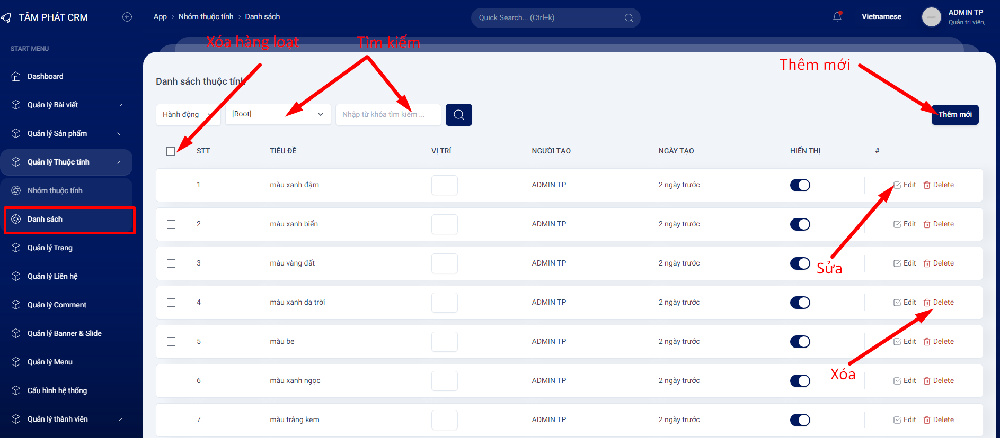 TÂM PHÁT CRM
App > Nhóm thuộc tính > Danh sách
Quick Search... (Ctrl+k)
Vietnamese
ADMIN TP
Quản trị viên,
START MENU
Dashboard
Quản lý Bài viết
Quản lý Sản phẩm
Quản lý Thuộc tính
Nhóm thuộc tính
Danh sách
Quản lý Trang
Quản lý Liên hệ
Quản lý Comment
Quản lý Banner & Slide
Quản lý Menu
Cấu hình hệ thống
Quản lý thành viên
Xóa hàng loạt
Tìm kiếm
Thêm mới
Danh sách thuộc tính
Hành động
[Root]
Nhập từ khóa tìm kiếm ...
Thêm mới
STT TIÊU ĐỀ VỊ TRÍ NGƯỜI TẠO NGÀY TẠO HIỂN THỊ #
1 màu xanh đậm ADMIN TP 2 ngày trước Edit Delete
2 màu xanh biển ADMIN TP 2 ngày trước Edit Delete
3 màu vàng đất ADMIN TP 2 ngày trước Edit Delete
Sửa
4 màu xanh da trời ADMIN TP 2 ngày trước Edit Delete
5 màu be ADMIN TP 2 ngày trước Edit Delete
Xóa
6 màu xanh ngọc ADMIN TP 2 ngày trước Edit Delete
7 màu trắng kem ADMIN TP 2 ngày trước Edit Delete